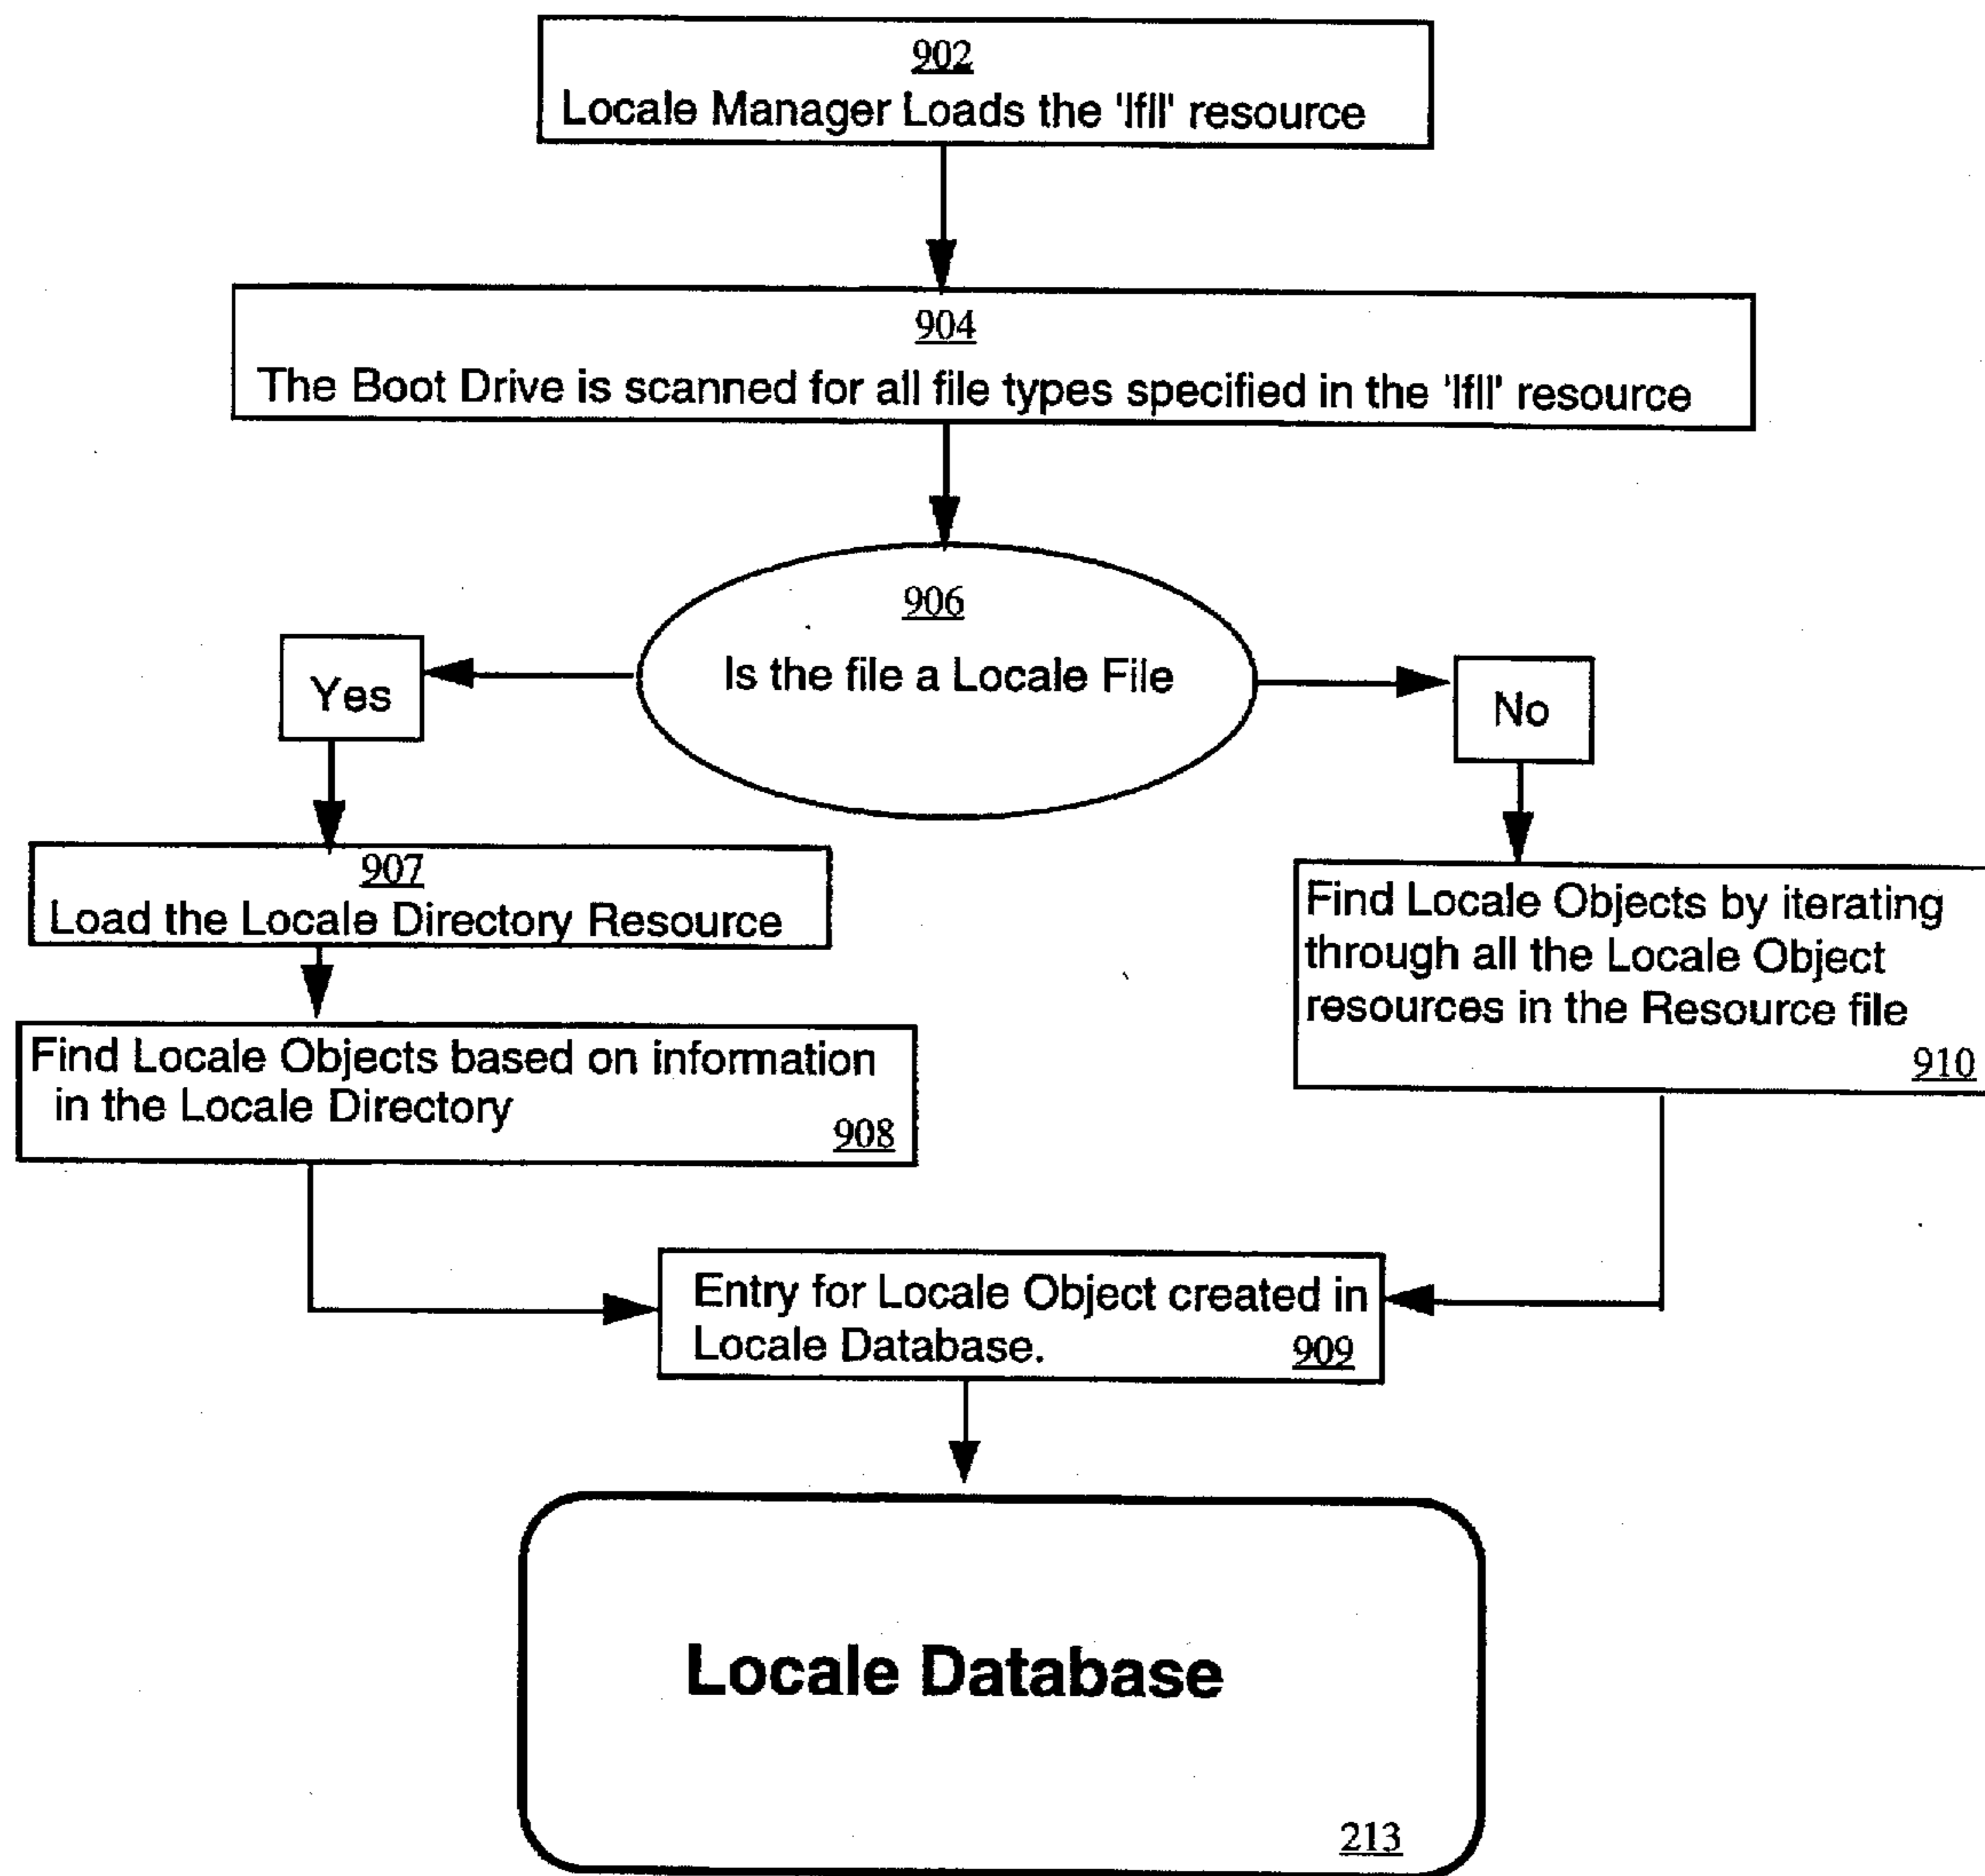 902
Locale Manager Loads the 'lfll' resource
904
The Boot Drive is scanned for all file types specified in the 'lfll' resource
906
Is the file a Locale File
Yes
No
907
Load the Locale Directory Resource
Find Locale Objects by iterating
through all the Locale Object
resources in the Resource file
910
Find Locale Objects based on information
in the Locale Directory
908
Entry for Locale Object created in
Locale Database.
909
Locale Database
213